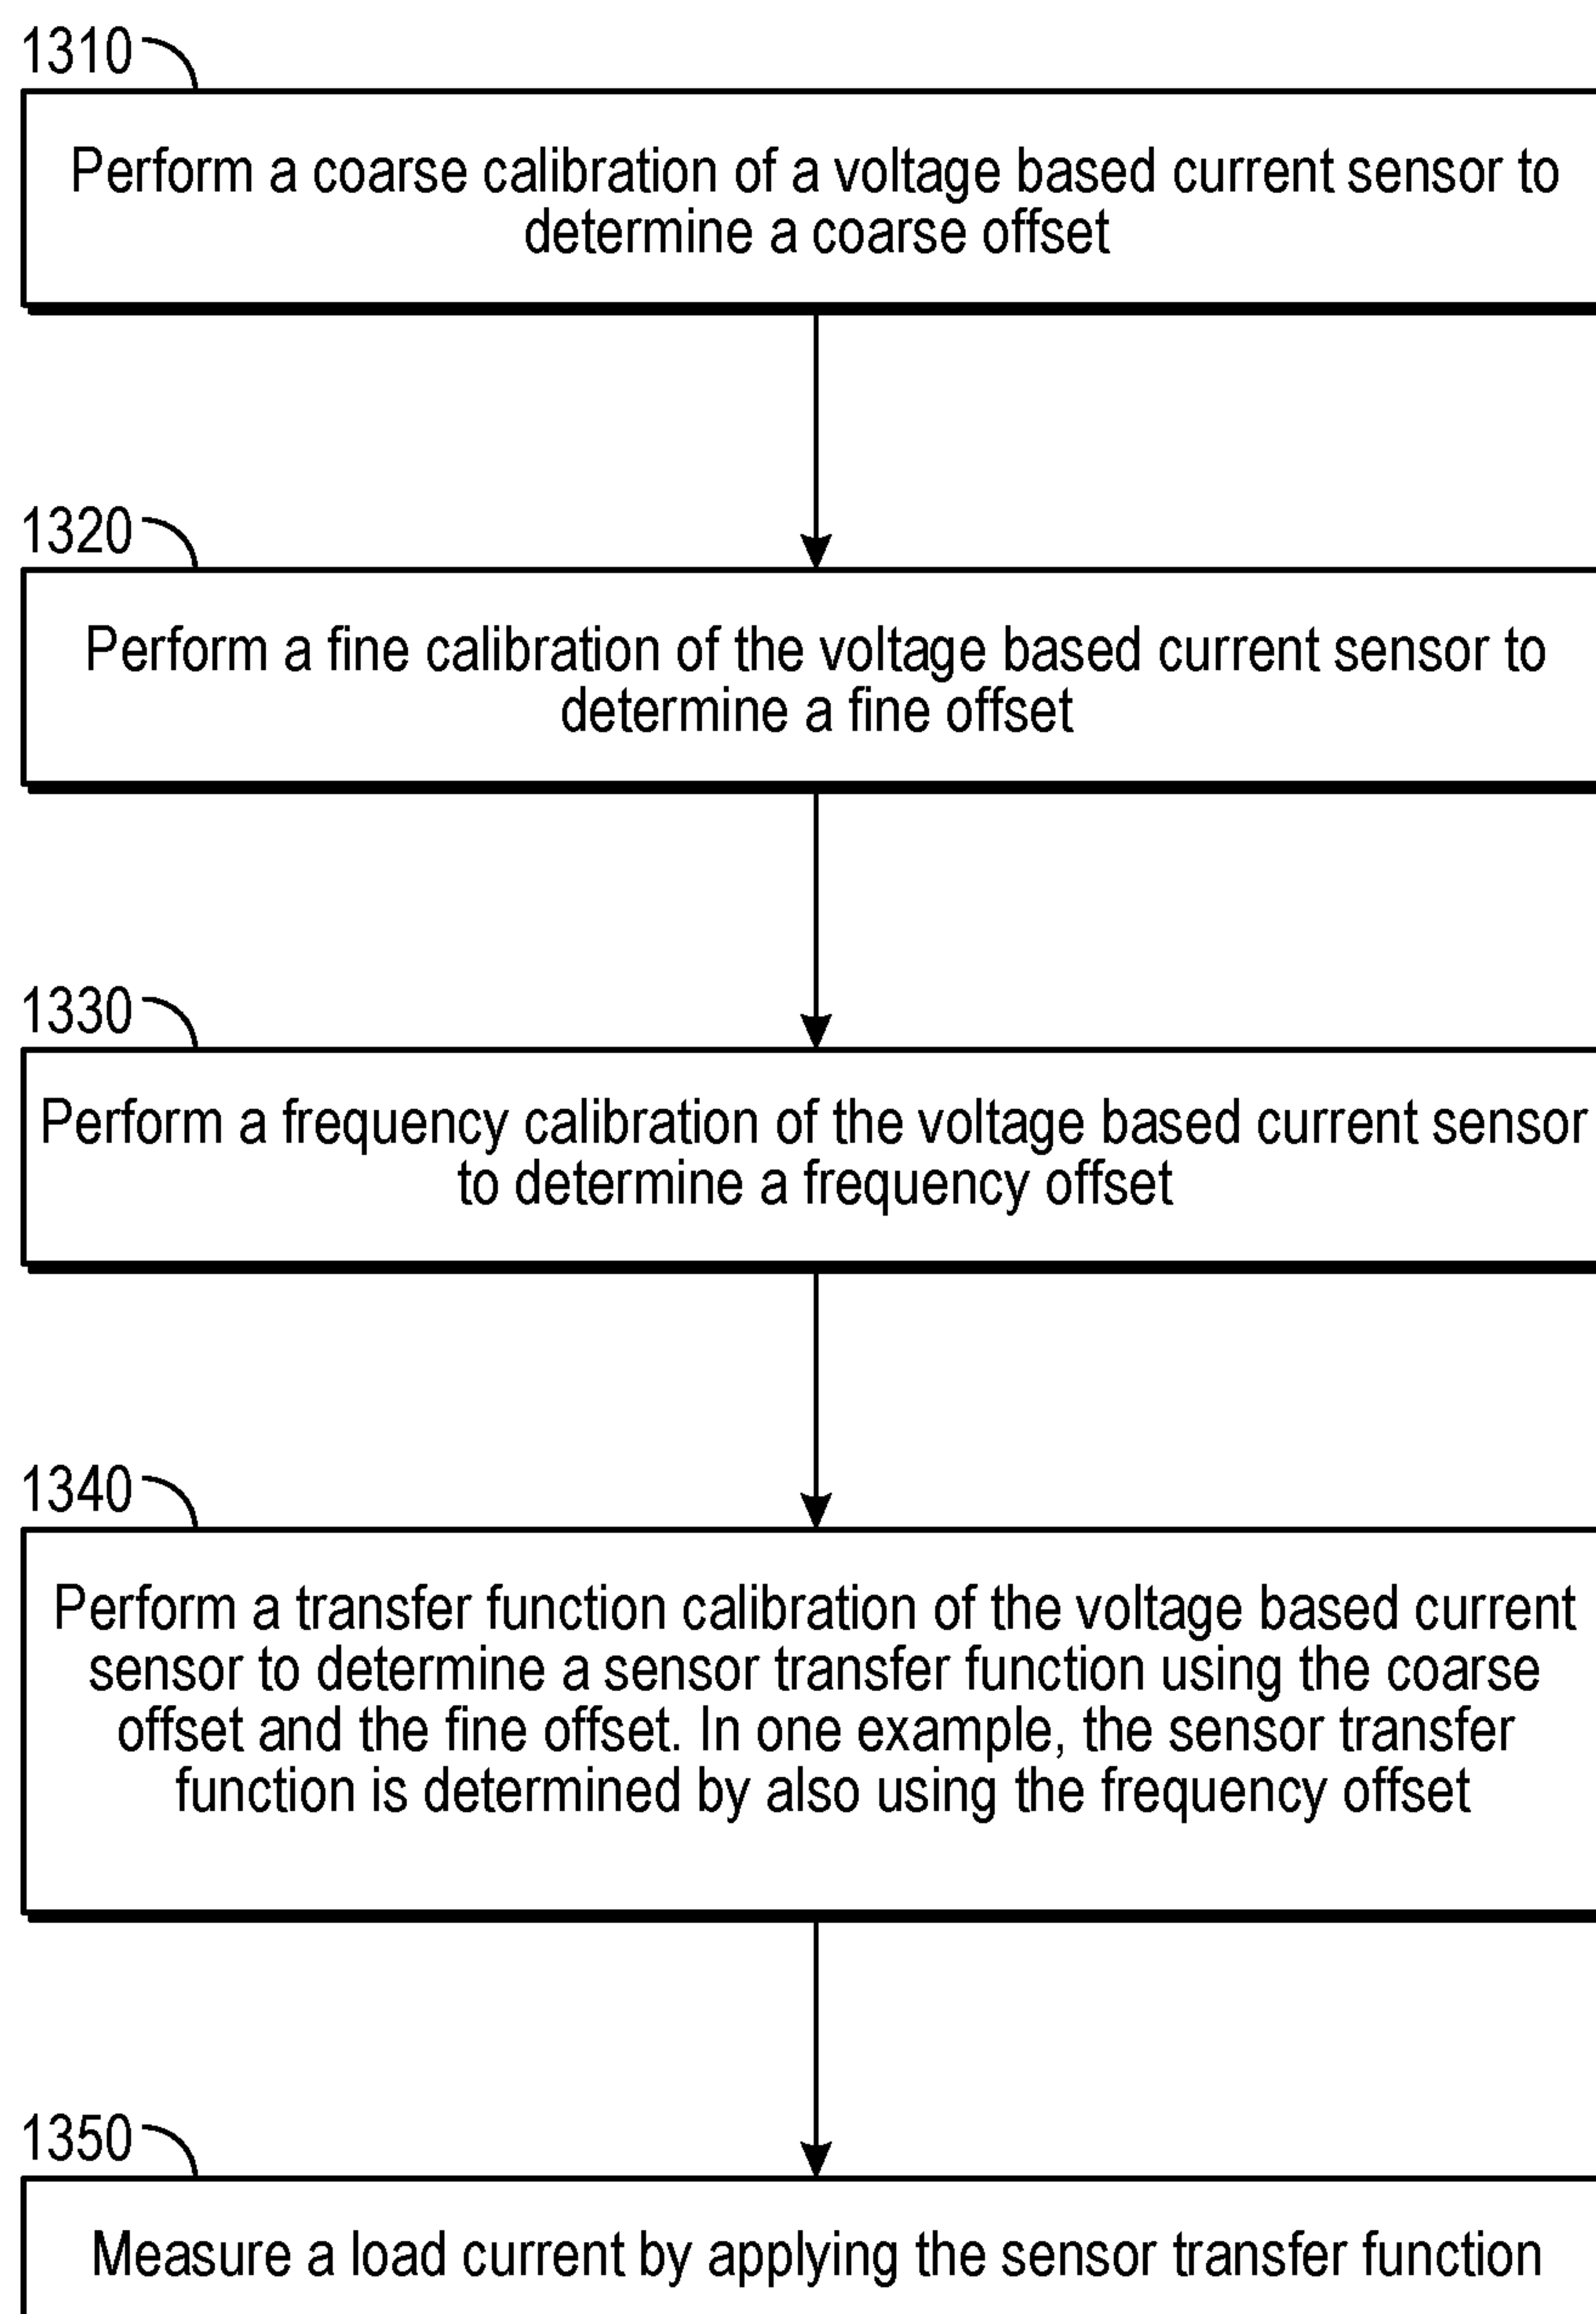 1310
Perform a coarse calibration of a voltage based current sensor to
determine a coarse offset
1320
Perform a fine calibration of the voltage based current sensor to
determine a fine offset
1330
Perform a frequency calibration of the voltage based current sensor
to determine a frequency offset
1340
Perform a transfer function calibration of the voltage based current
sensor to determine a sensor transfer function using the coarse
offset and the fine offset. In one example, the sensor transfer
function is determined by also using the frequency offset
1350
Measure a load current by applying the sensor transfer function